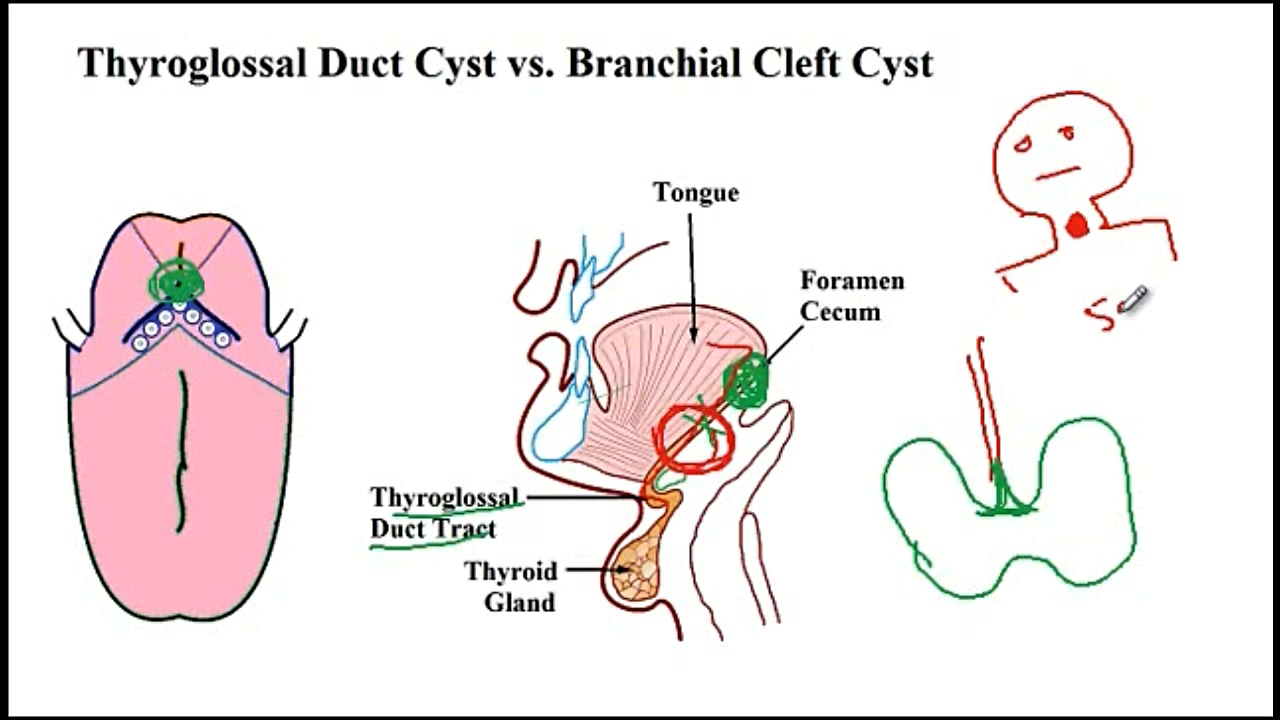 Thyroglossal Duct Cyst vs. Branchial Cleft Cyst
Tongue
Foramen
Cecum
Thyroglossal
Duct Tract
Thyroid
Gland
S